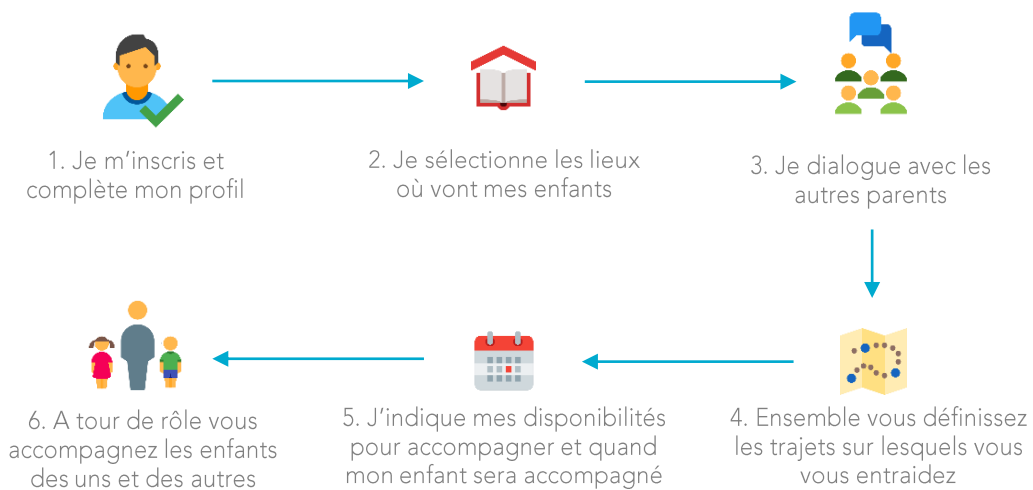 1. Je m'inscris et
complète mon profil
2. Je sélectionne les lieux
où vont mes enfants
3. Je dialogue avec les
autres parents
4. Ensemble vous définissez
les trajets sur lesquels vous
vous entraidez
5. J'indique mes disponibilités
pour accompagner et quand
mon enfant sera accompagné
6. A tour de rôle vous
accompagnez les enfants
des uns et des autres